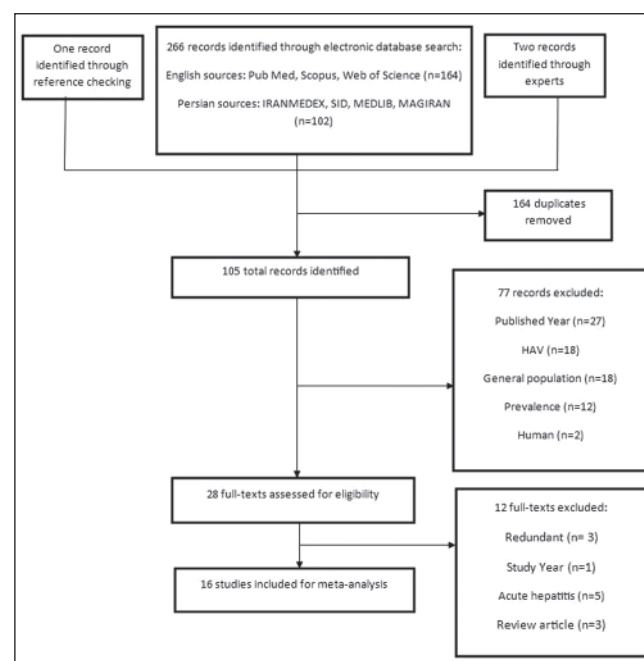 One record
identified through
reference checking
266 records identified through electronic database search:
English sources: Pub Med, Scopus, Web of Science (n=164)
Persian sources: IRANMEDEX, SID, MEDLIB, MAGIRAN
(n=102)
Two records
identified through
experts
164 duplicates
removed
105 total records identified
77 records excluded:
Published Year (n=27)
HAV (n=18)
General population (n=18)
Prevalence (n=12)
Human (n=2)
28 full-texts assessed for eligibility
12 full-texts excluded:
Redundant (n= 3)
Study Year (n=1)
Acute hepatitis (n=5)
Review article (n=3)
16 studies included for meta-analysis